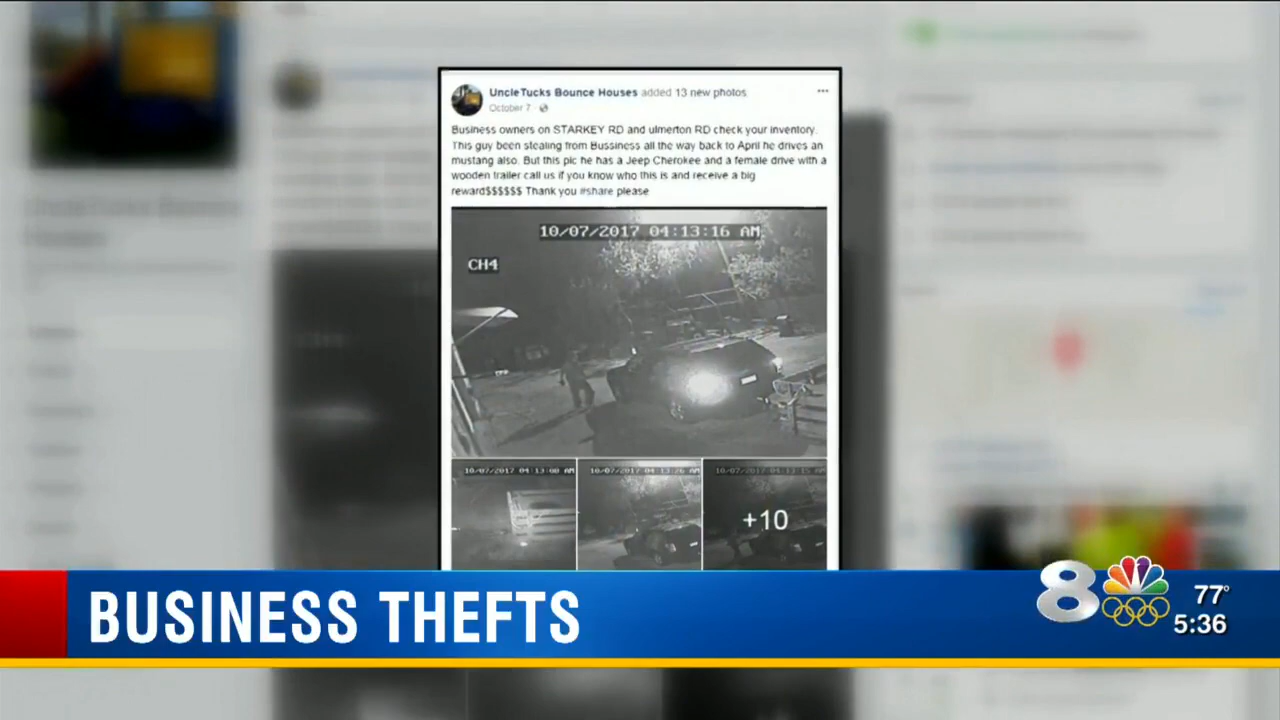 UncleTucks Bounce Houses added 13 new photos
October 7
Business owners on STARKEY RD and ulmerton RD check your inventory.
This guy been stealing from Bussiness all the way back to April he drives an
mustang also. But this pic he has a Jeep Cherokee and a female drive with a
wooden trailer call us if you know who this is and receive a big
reward$$$$$$ Thank you #share please
10/07/2017 04:13:16 AM
CH4
10/07/2017 04:13:00 AM
10/07/2017 04:13:26 AM
10/07/2017 04:13:15 AM
+10
BUSINESS THEFTS
8
77°
5:36